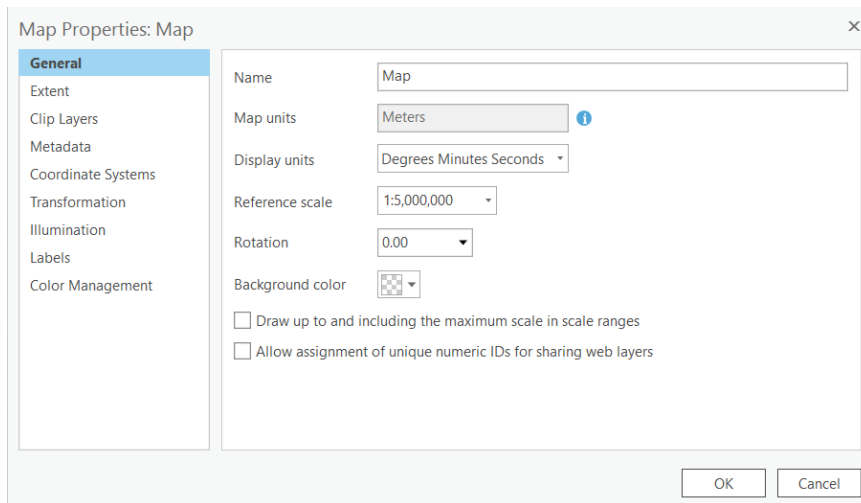 Map Properties: Map
General
Extent
Clip Layers
Metadata
Coordinate Systems
Transformation
Illumination
Labels
Color Management
Name
Map
Map units
Meters
Display units
Degrees Minutes Seconds
Reference scale
1:5,000,000
Rotation
0.00
Background color
Draw up to and including the maximum scale in scale ranges
Allow assignment of unique numeric IDs for sharing web layers
OK
Cancel